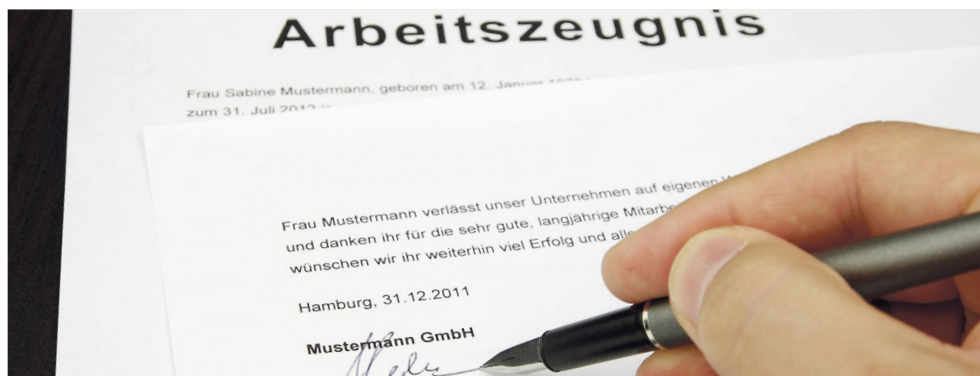 Arbeitszeugnis
Frau Sabine Mustermann, geboren am 12. Januar
zum 31. Juli 2012
Frau Mustermann verlässt unser Unternehmen auf eigenen
und danken ihr für die sehr gute, langjährige
wünschen wir ihr weiterhin viel Erfolg und
Hamburg, 31.12.2011
Mustermann GmbH